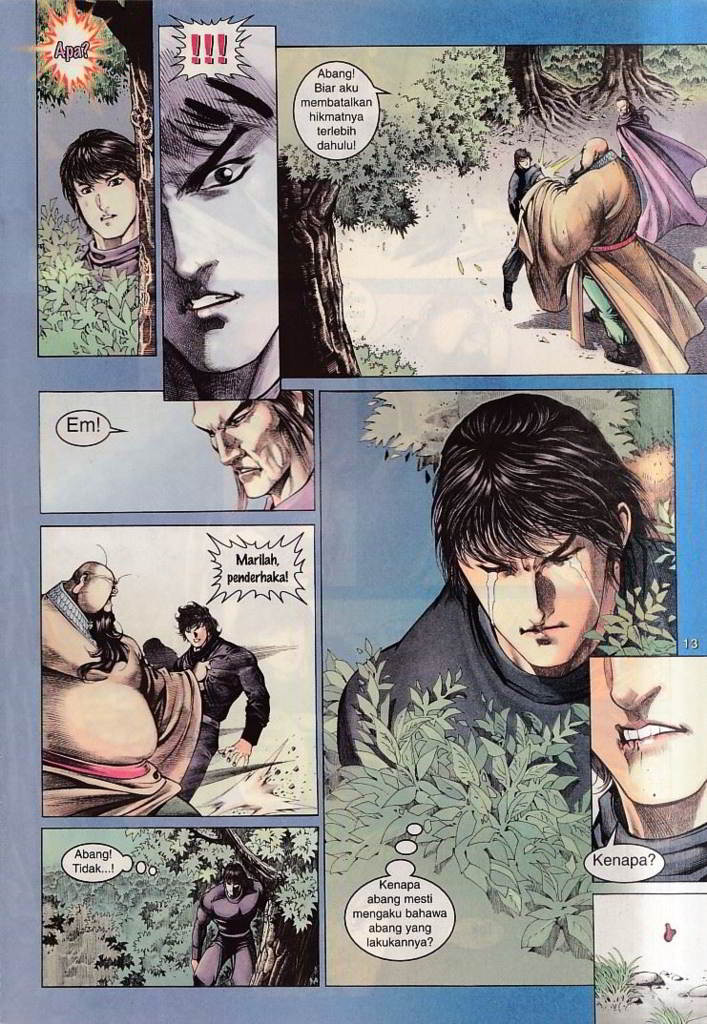 Apa?
!!!
Abang!
Biar aku
membatalkan
hikmatnya
terlebih
dahulu!
Em!
Marilah,
penderhaka!
Abang!
Tidak...!
Kenapa
abang mesti
mengaku bahawa
abang yang
lakukannya?
Kenapa?
13